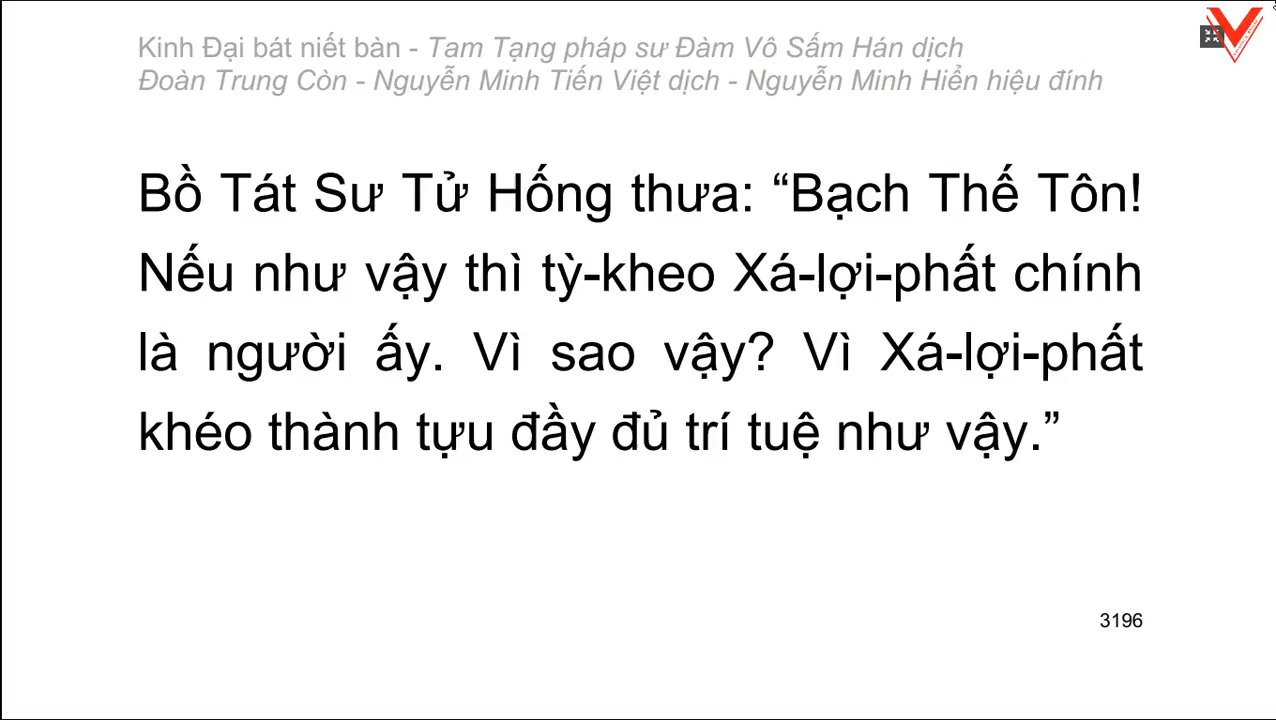 Kinh Đại bát niết bàn - Tam Tạng pháp sư Đàm Vô Sấm Hán dịch
Đoàn Trung Còn - Nguyễn Minh Tiến Việt dịch - Nguyễn Minh Hiển hiệu đính
Bồ Tát Sư Tử Hống thưa: “Bạch Thế Tôn!
Nếu như vậy thì tỳ-kheo Xá-lợi-phất chính
là người ấy. Vì sao vậy? Vì Xá-lợi-phất
khéo thành tựu đầy đủ trí tuệ như vậy.”
3196